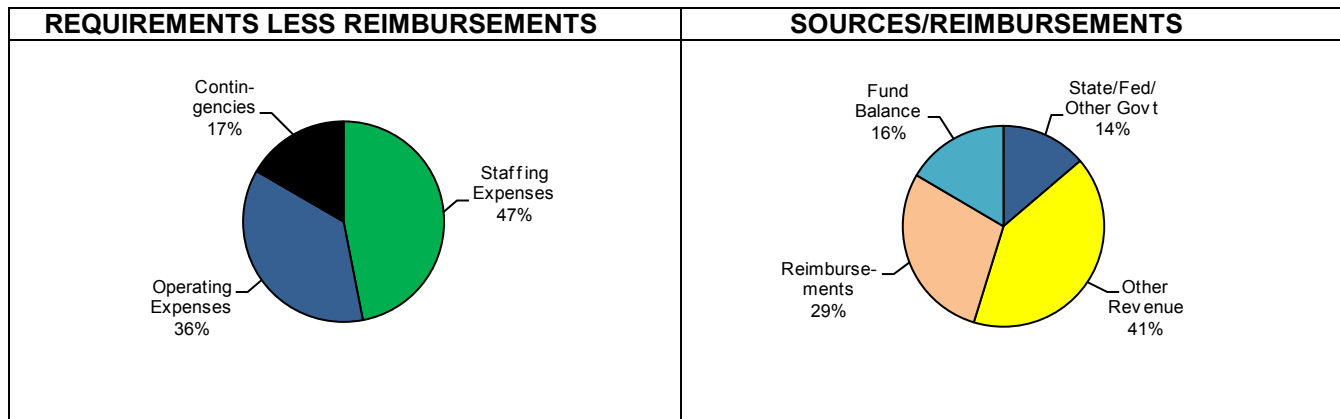 REQUIREMENTS LESS REIMBURSEMENTS
Contin-
gencies
17%
Staffing
Expenses
47%
Operating
Expenses
36%
SOURCES/REIMBURSEMENTS
Fund
Balance
16%
State/Fed/
Other Govt
14%
Reimburse-
ments
29%
Other
Revenue
41%